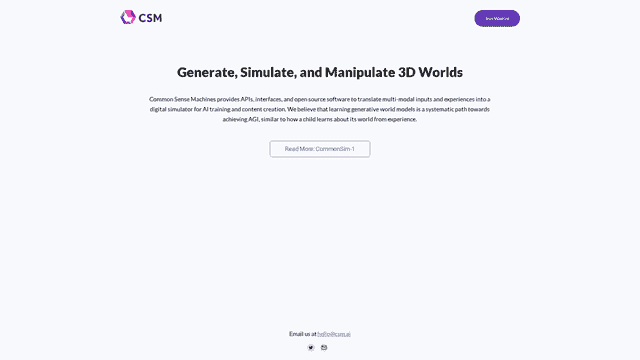 CSM
Join Waitlist
Generate, Simulate, and Manipulate 3D Worlds
Common Sense Machines provides APIs, interfaces, and open source software to translate multi-modal inputs and experiences into a
digital simulator for AI training and content creation. We believe that learning generative world models is a systematic path towards
achieving AGI, similar to how a child learns about its world from experience.
Read More: CommonSim-1
Email us at hello@csm.ai